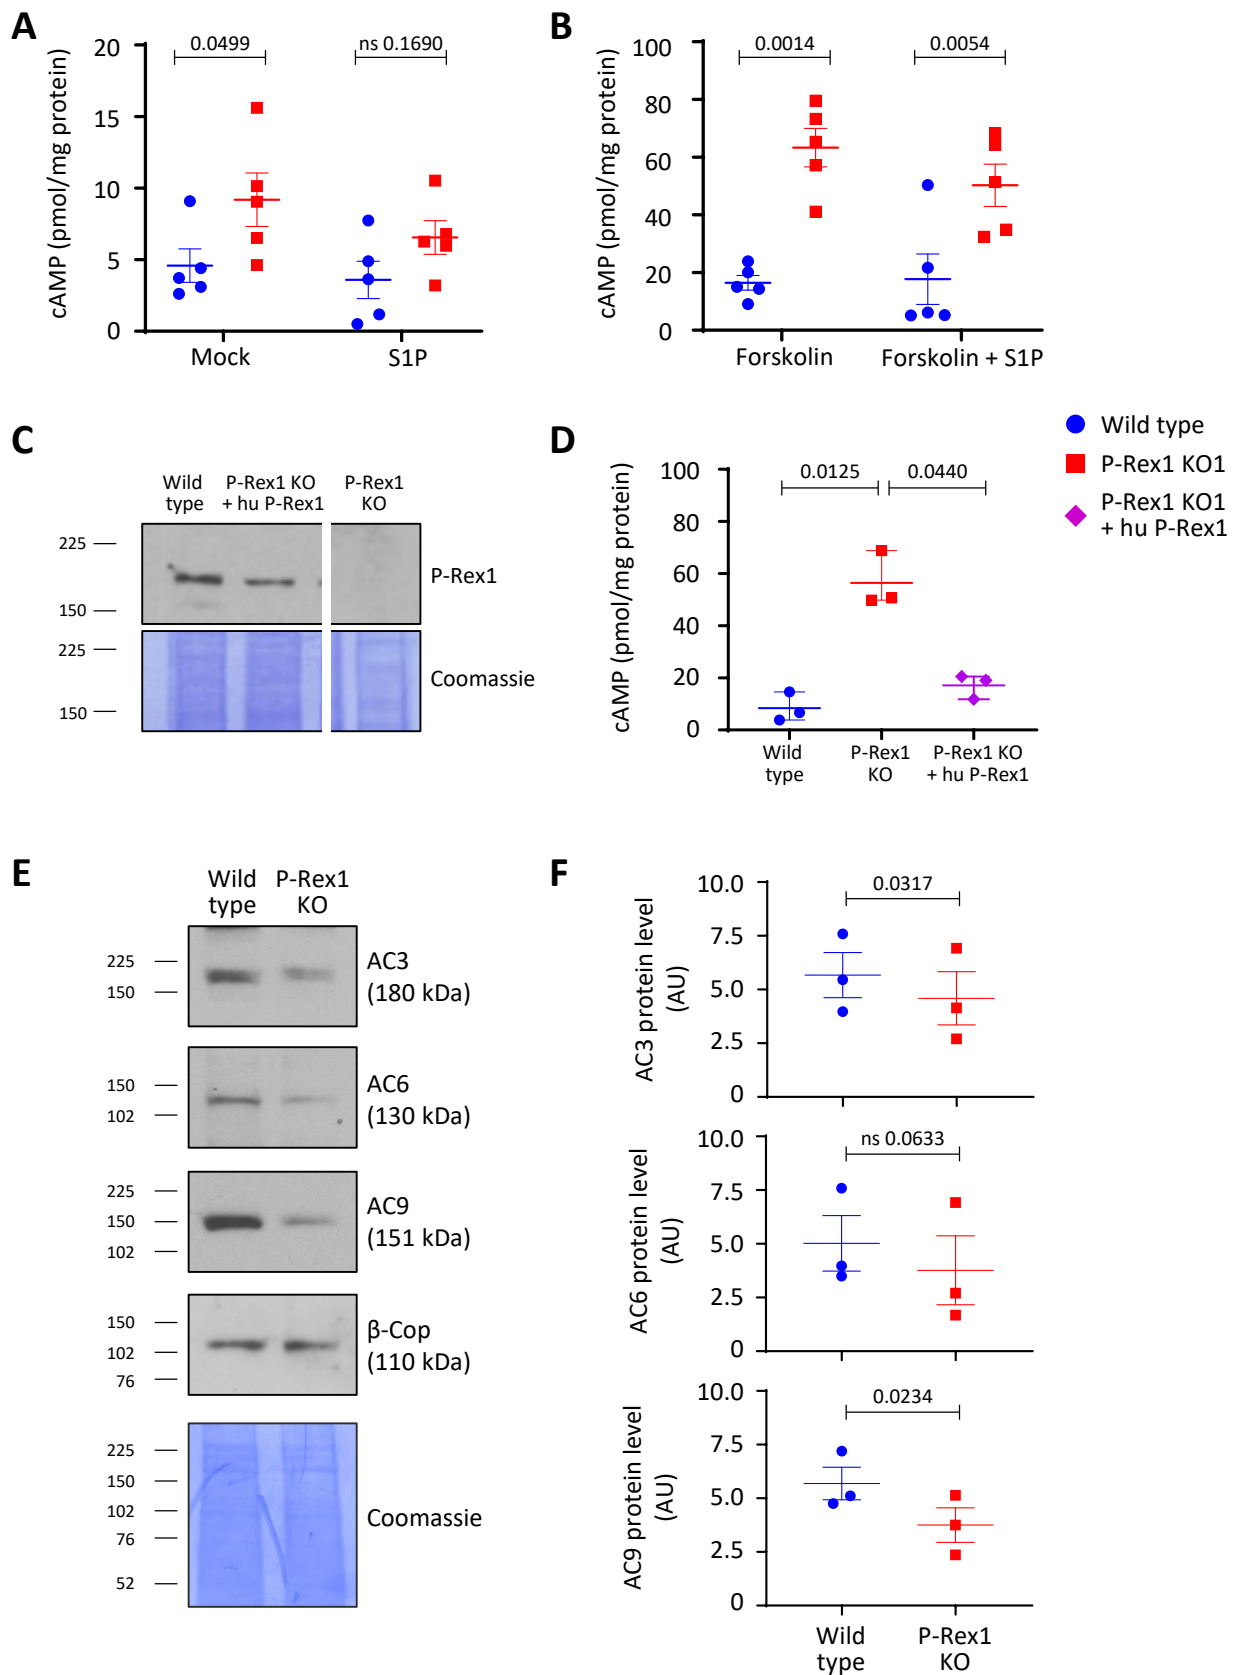 A
cAMP (pmol/mg protein)
20
15
10
5
0
0.0499
ns 0.1690
Mock
S1P
B
cAMP (pmol/mg protein)
100
80
60
40
20
0
0.0014
0.0054
Forskolin
Forskolin + S1P
Wild type
P-Rex1 KO1
P-Rex1 KO1
+ hu P-Rex1
C
Wild
type
P-Rex1 KO
+ hu P-Rex1
P-Rex1
KO
225
150
P-Rex1
225
150
Coomassie
D
cAMP (pmol/mg protein)
100
80
60
40
20
0
0.0125
0.0440
Wild
type
P-Rex1
KO
P-Rex1 KO
+ hu P-Rex1
E
Wild
type
P-Rex1
KO
225
150
AC3
(180 kDa)
150
102
AC6
(130 kDa)
225
150
102
AC9
(151 kDa)
150
102
76
β-Cop
(110 kDa)
225
150
102
76
52
Coomassie
F
AC3 protein level
(AU)
10.0
7.5
5.0
2.5
0
0.0317
AC6 protein level
(AU)
10.0
7.5
5.0
2.5
0
ns 0.0633
AC9 protein level
(AU)
10.0
7.5
5.0
2.5
0
0.0234
Wild
type
P-Rex1
KO